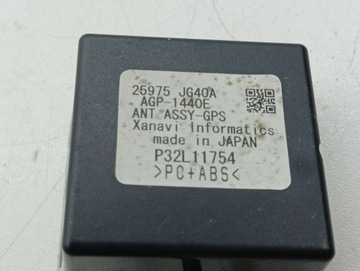 25975 JG40A
AGP-1440E
ANT ASSY-GPS
Xanavi Informatics
made in JAPAN
P32L11754
>PC+ABS<